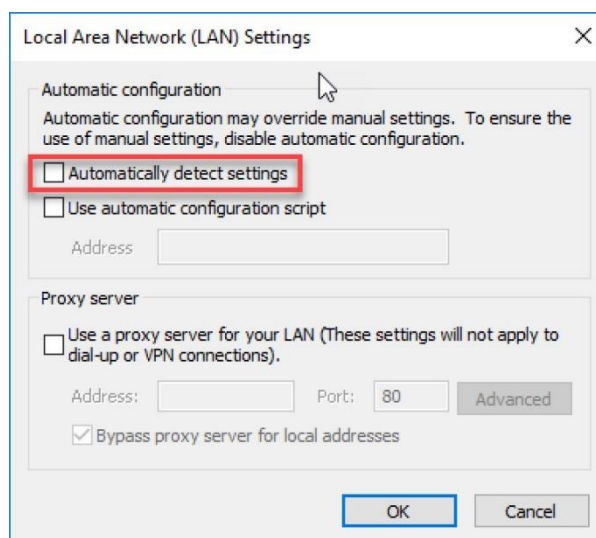 Local Area Network (LAN) Settings
Automatic configuration
Automatic configuration may override manual settings. To ensure the
use of manual settings, disable automatic configuration.
Automatically detect settings
Use automatic configuration script
Address
Proxy server
Use a proxy server for your LAN (These settings will not apply to
dial-up or VPN connections).
Address:
Port:
80
Advanced
Bypass proxy server for local addresses
OK
Cancel